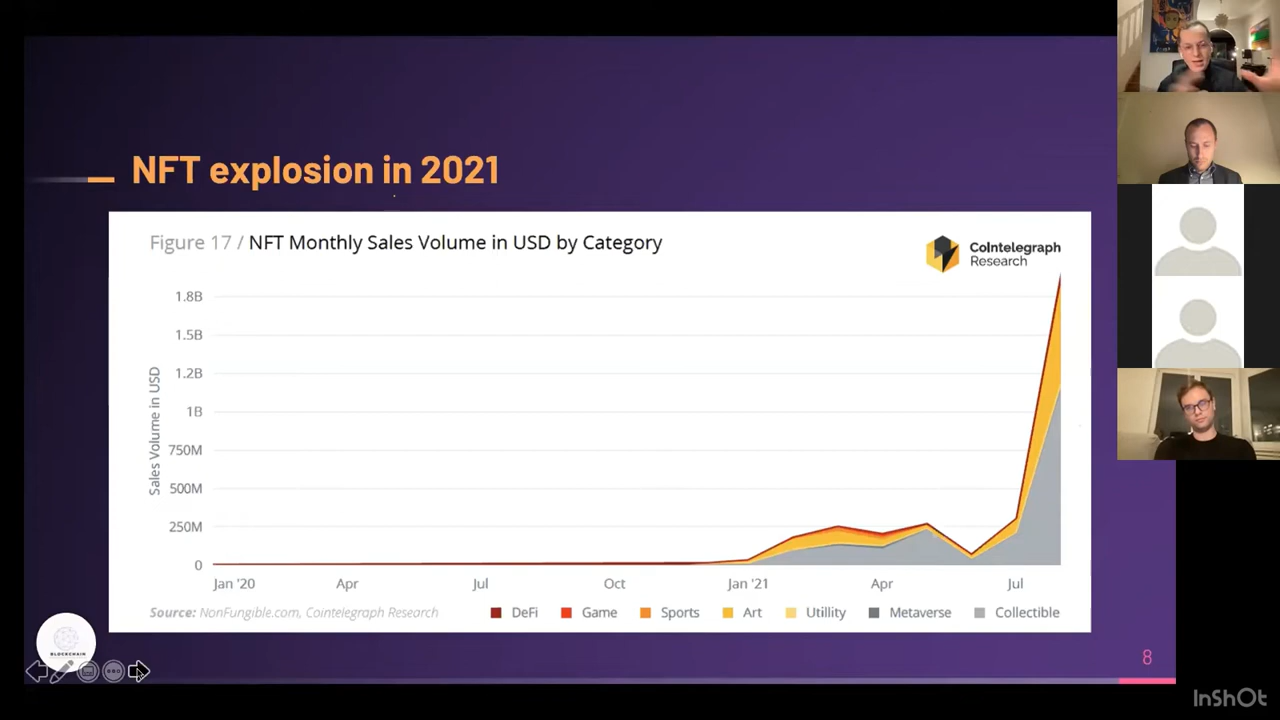 NFT explosion in 2021
Figure 17 / NFT Monthly Sales Volume in USD by Category
Cointelegraph
Research
Sales Volume in USD
1.8B
1.5B
1.2B
1B
750M
500M
250M
0
Jan '20
Apr
Jul
Oct
Jan '21
Apr
Jul
Source: NonFungible.com, Cointelegraph Research
DeFi
Game
Sports
Art
Utillity
Metaverse
Collectible
BLOCKCHAIN
8
InShOt